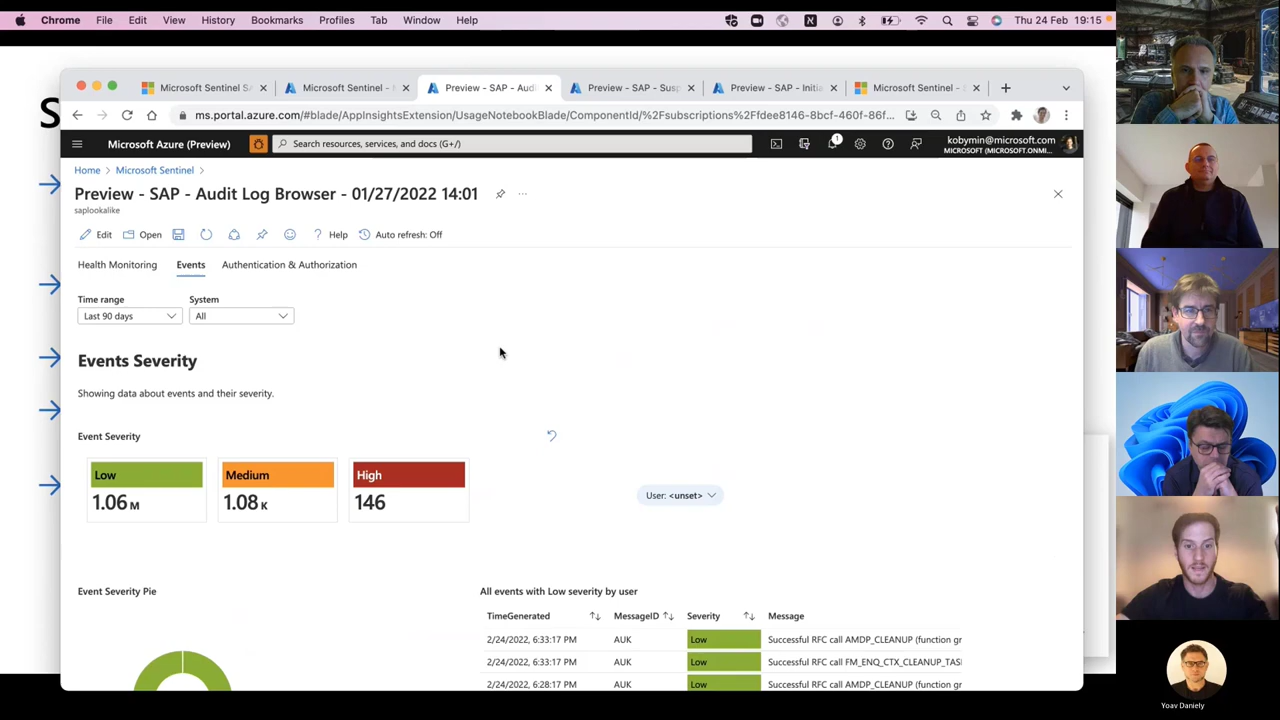 Chrome File Edit View History Bookmarks Profiles Tab Window Help Thu 24 Feb 19:15
S
Microsoft Sentinel S
Microsoft Sentinel -
Preview - SAP - Audi
Preview - SAP - Sus
Preview - SAP - Initia
Microsoft Sentinel -
ms.portal.azure.com/#blade/AppInsightsExtension/UsageNotebookBlade/ComponentId/%2Fsubscriptions%2Ffdee8146-8bcf-460f-86f...
Microsoft Azure (Preview)
Search resources, services, and docs (G+/)
1
kobymin@microsoft.com
MICROSOFT (MICROSOFT.ONMI...
Home > Microsoft Sentinel >
Preview - SAP - Audit Log Browser - 01/27/2022 14:01 ...
saplookalike
Edit Open ? Help Auto refresh: Off
Health Monitoring Events Authentication & Authorization
Time range System
Last 90 days All
Events Severity
Showing data about events and their severity.
Event Severity
Low Medium High
1.06 M 1.08 K 146
User: <unset>
Event Severity Pie
All events with Low severity by user
TimeGenerated MessageID Severity Message
2/24/2022, 6:33:17 PM AUK Low Successful RFC call AMDP_CLEANUP (function gr
2/24/2022, 6:33:17 PM AUK Low Successful RFC call FM_ENQ_CTX_CLEANUP_TAS
2/24/2022, 6:28:17 PM AUK Low Successful RFC call AMDP_CLEANUP (function gr
Yoav Daniely